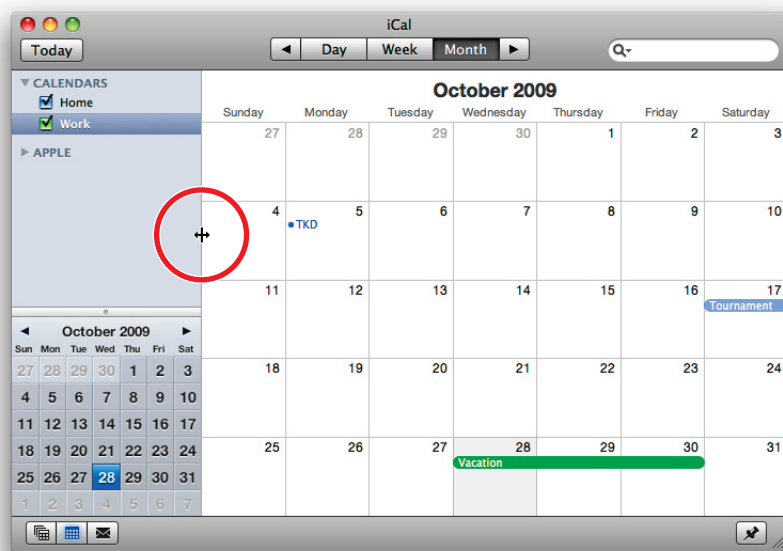 iCal
Today
Day Week Month
CALENDARS
Home
Work
APPLE
October 2009
Sunday Monday Tuesday Wednesday Thursday Friday Saturday
27 28 29 30 1 2 3
4 5 6 7 8 9 10
TKD
11 12 13 14 15 16 17
Tournament
18 19 20 21 22 23 24
25 26 27 28 29 30 31
Vacation
October 2009
Sun Mon Tue Wed Thu Fri Sat
27 28 29 30 1 2 3
4 5 6 7 8 9 10
11 12 13 14 15 16 17
18 19 20 21 22 23 24
25 26 27 28 29 30 31
1 2 3 4 5 6 7